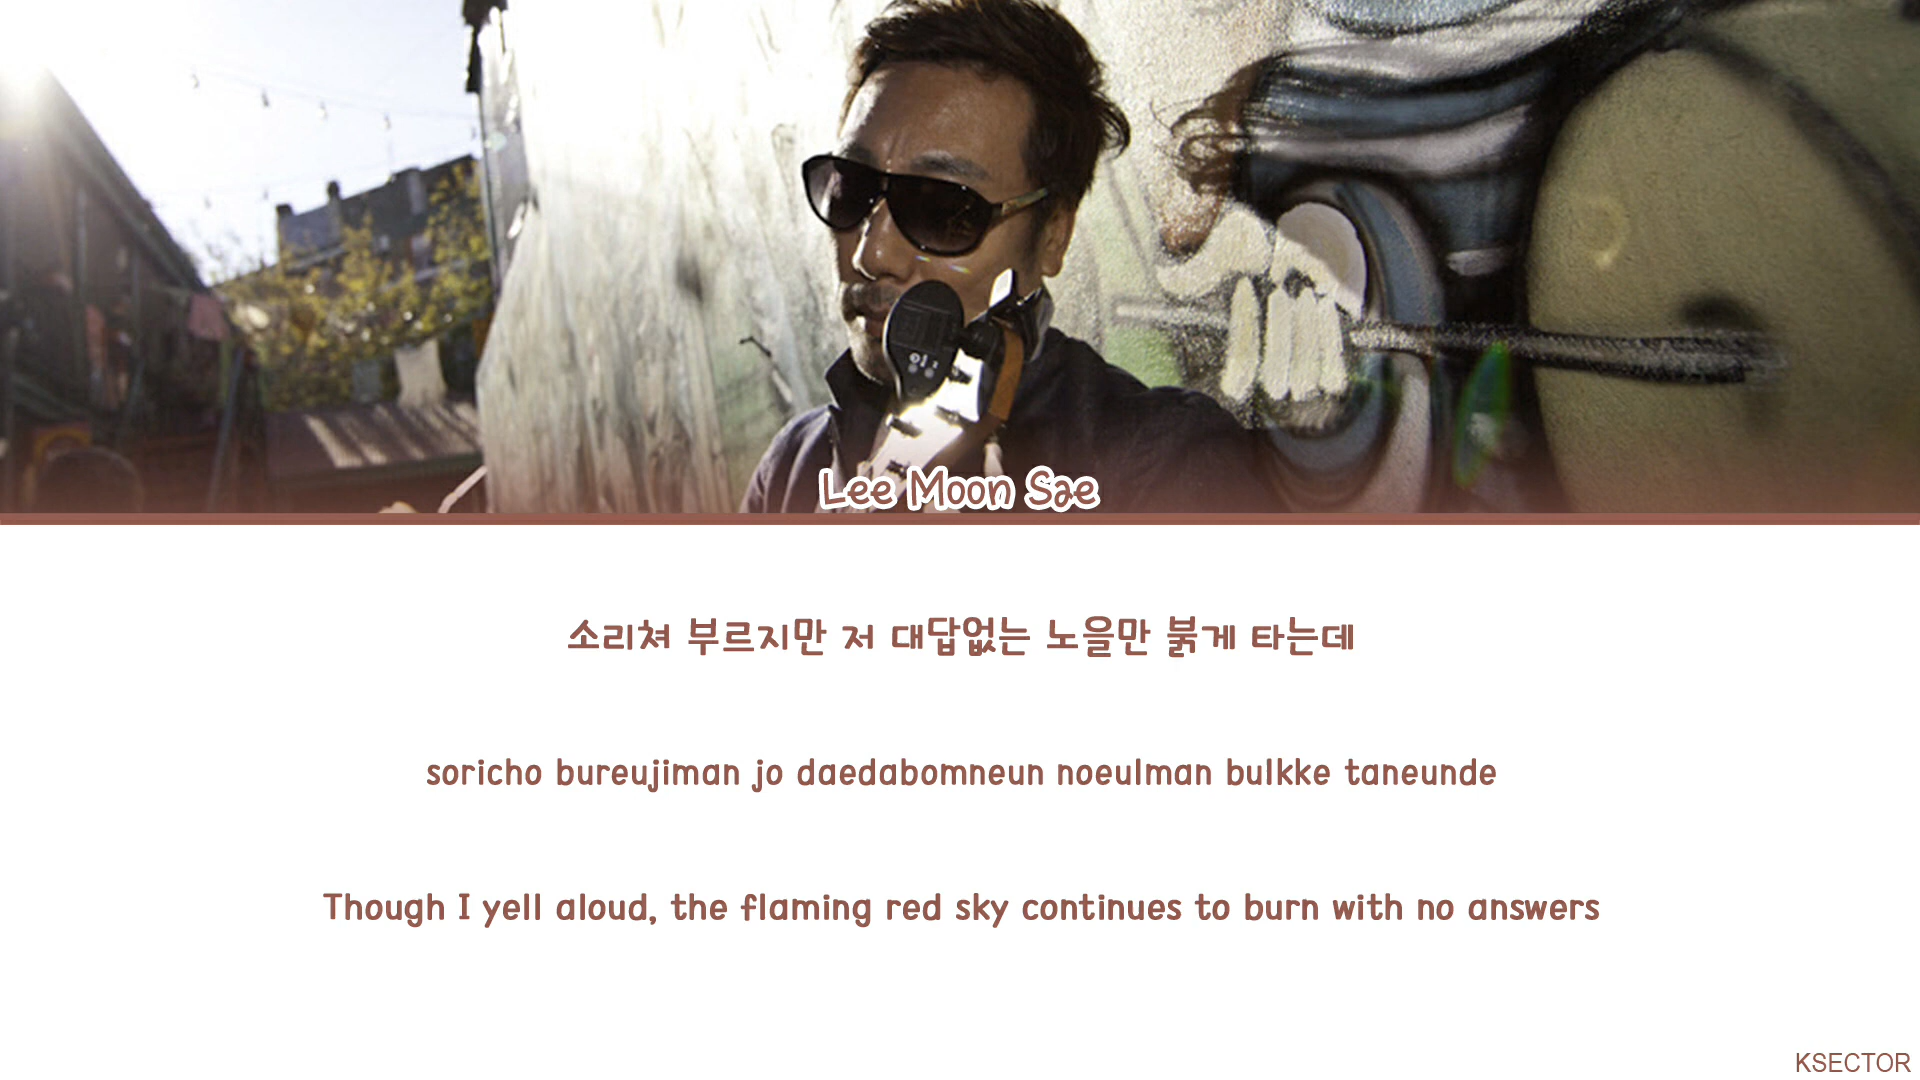 Lee Moon Sae
소리쳐 부르지만 저 대답없는 노을만 붉게 타는데
soricho bureujiman jo daedabomneun noeulman bulkke taneunde
Though I yell aloud, the flaming red sky continues to burn with no answers
KSECTOR